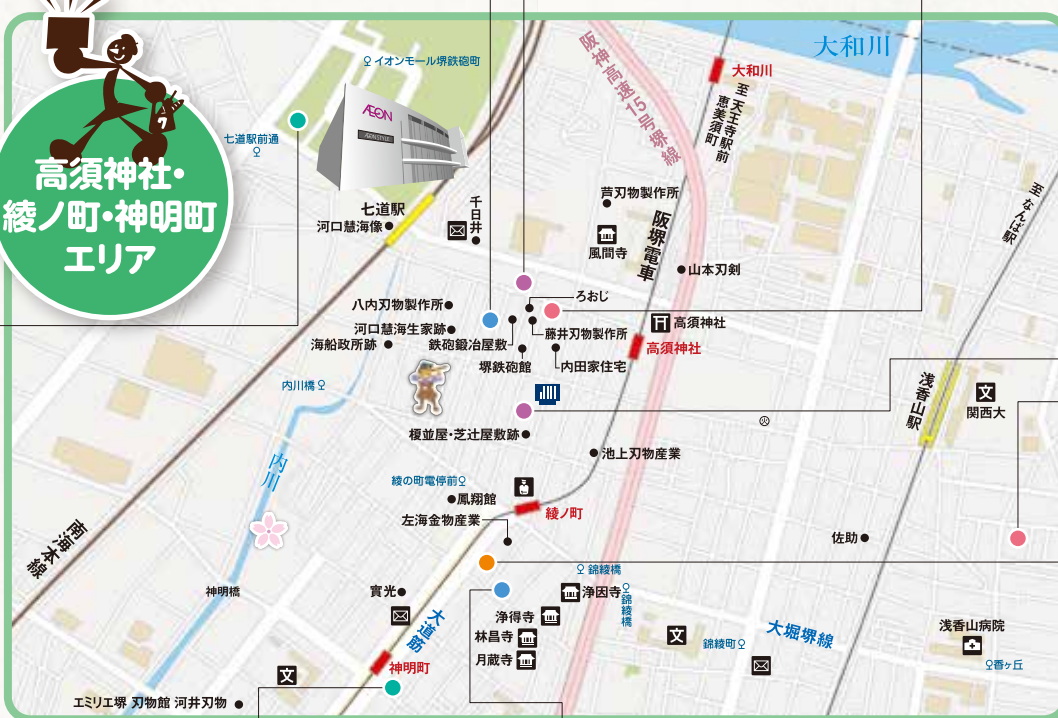 大和川
イオンモール堺鉄砲町
阪神高速15号堺線
大和川
至 天王寺駅前
恵美須町
ÆON
ÆON STYLE
七道駅前通
高須神社・
綾ノ町・神明町
エリア
至 なんば駅
千日井
芦刃物製作所
七道駅
河口慧海像
風間寺
阪堺電車
山本刃剣
八内刃物製作所
ろおじ
河口慧海生家跡
藤井刃物製作所
高須神社
海船政所跡
鉄砲鍛冶屋敷
高須神社
堺鉄砲館
内田家住宅
内川橋
浅香山駅
文
関西大
榎並屋・芝辻屋敷跡
池上刃物産業
内川
綾の町電停前
鳳翔館
綾ノ町
左海金物産業
南海本線
佐助
錦綾橋
神明橋
實光
浄因寺
錦綾橋
大道筋
浄得寺
林昌寺
月蔵寺
文
錦綾町
大堀堺線
浅香山病院
香ヶ丘
神明町
文
エミリエ堺 刃物館 河井刃物